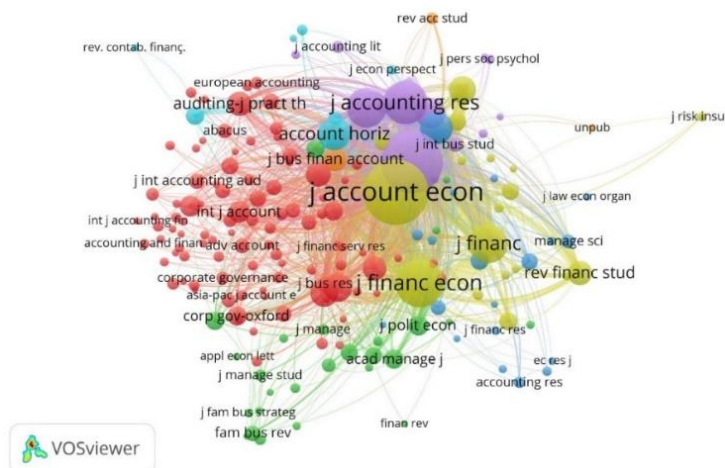 rev acc stud
rev. contab. finanç.
j accounting lit
j pers soc psychol
j econ perspect
european accounting
auditing-j pract th
j accounting res
j risk insu
abacus
account horiz
unpub
j int bus stud
j bus finan account
j int accounting aud
j account econ
j law econ organ
int j accounting fin
int j account
accounting and finan
adv account
j financ serv res
j financ
manage sci
rev financ stud
corporate governance
j bus res
j financ econ
asia-pac j account e
corp gov-oxford
j manage
j polit econ
j financ res
appl econ lett
acad manage j
ec res j
j manage stud
accounting res
j fam bus strateg
finan rev
fam bus rev
VOSviewer